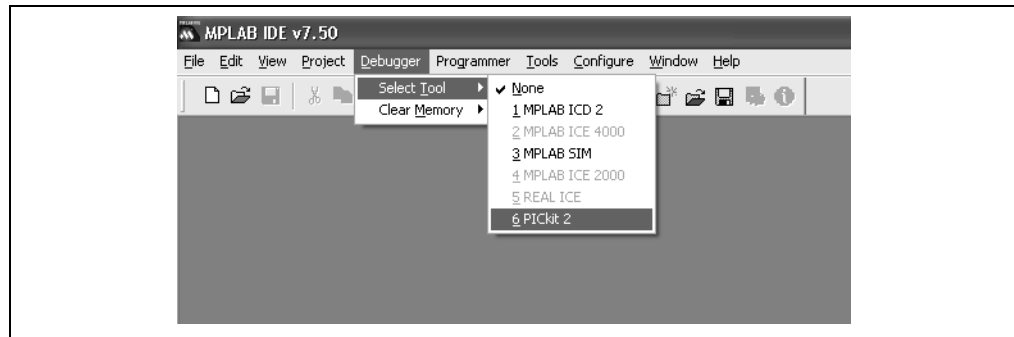 MPLAB IDE v7.50
File Edit View Project Debugger Programmer Tools Configure Window Help
Select Tool
Clear Memory
None
1 MPLAB ICD 2
2 MPLAB ICE 4000
3 MPLAB SIM
4 MPLAB ICE 2000
5 REAL ICE
6 PICkit 2